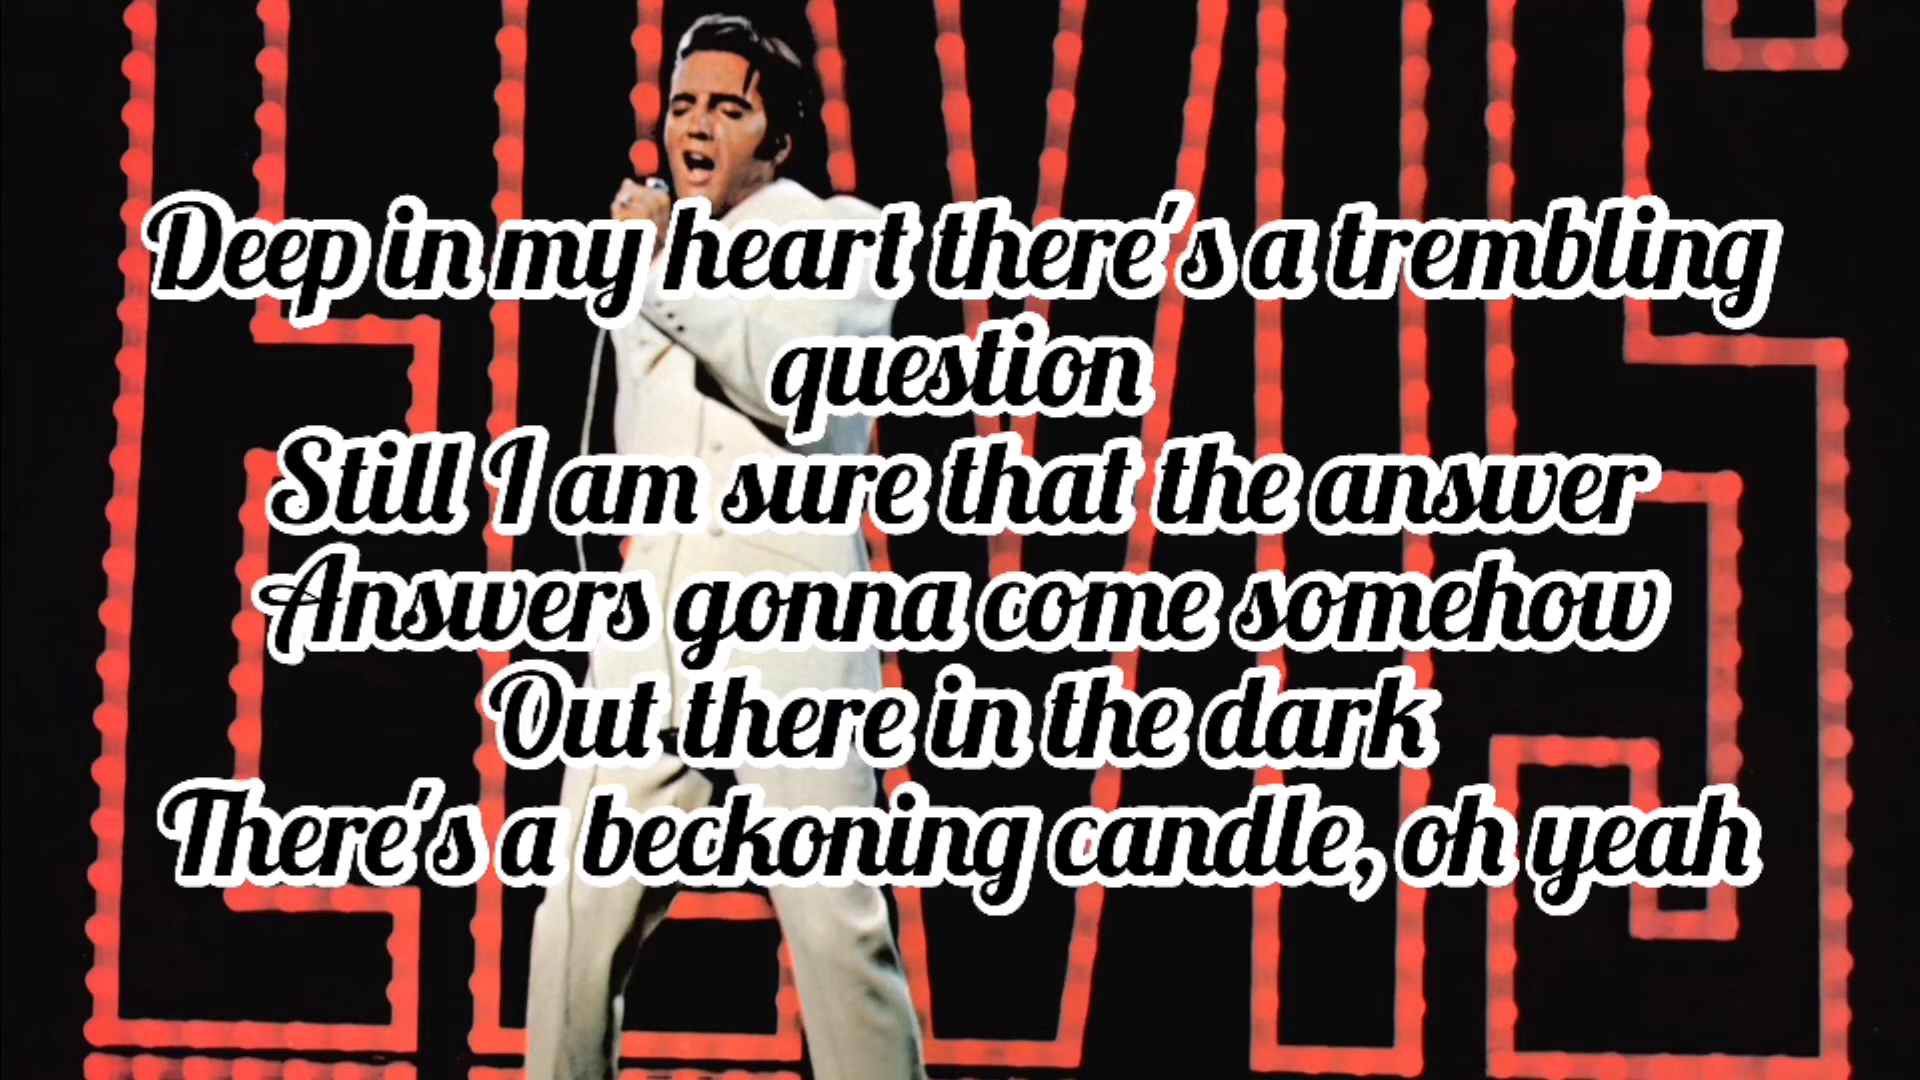 Deep in my heart there's a trembling
question
Still I am sure that the answer
Answers gonna come somehow
Out there in the dark
There's a beckoning candle, oh yeah
ELVIS